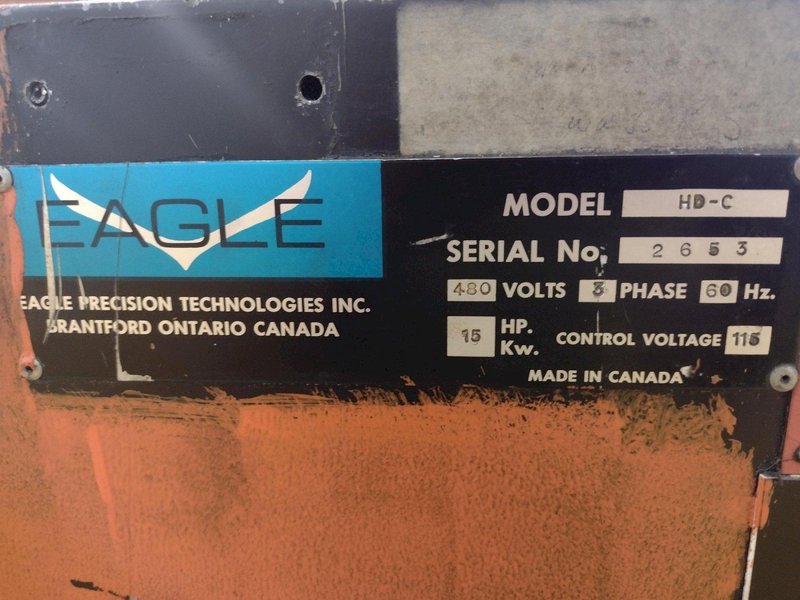 EAGLE
EAGLE PRECISION TECHNOLOGIES INC.
BRANTFORD ONTARIO CANADA
MODEL HD-C
SERIAL No. 2653
480 VOLTS 3 PHASE 60 Hz.
15 HP. Kw.
CONTROL VOLTAGE 115
MADE IN CANADA